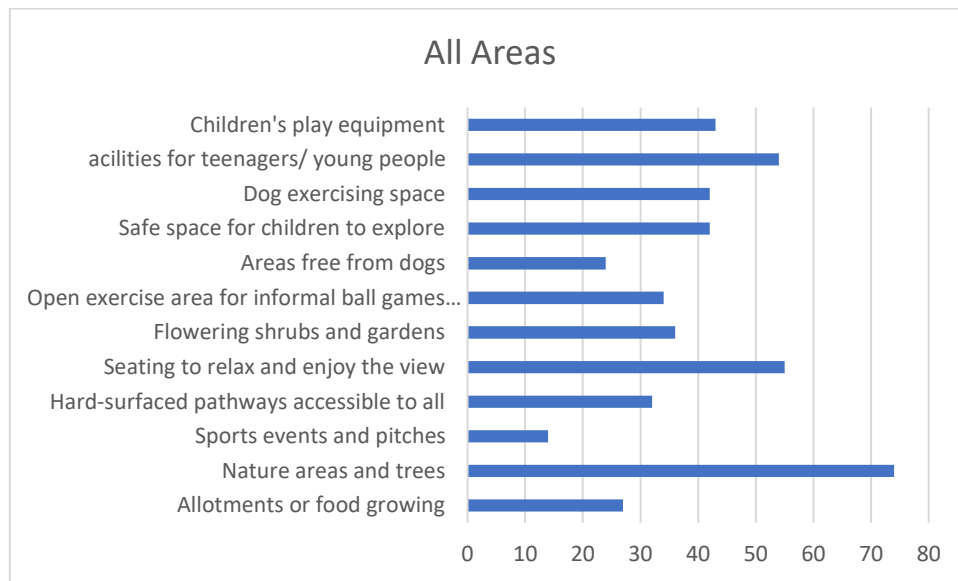 All Areas
Children's play equipment
acilities for teenagers/ young people
Dog exercising space
Safe space for children to explore
Areas free from dogs
Open exercise area for informal ball games...
Flowering shrubs and gardens
Seating to relax and enjoy the view
Hard-surfaced pathways accessible to all
Sports events and pitches
Nature areas and trees
Allotments or food growing
0 10 20 30 40 50 60 70 80